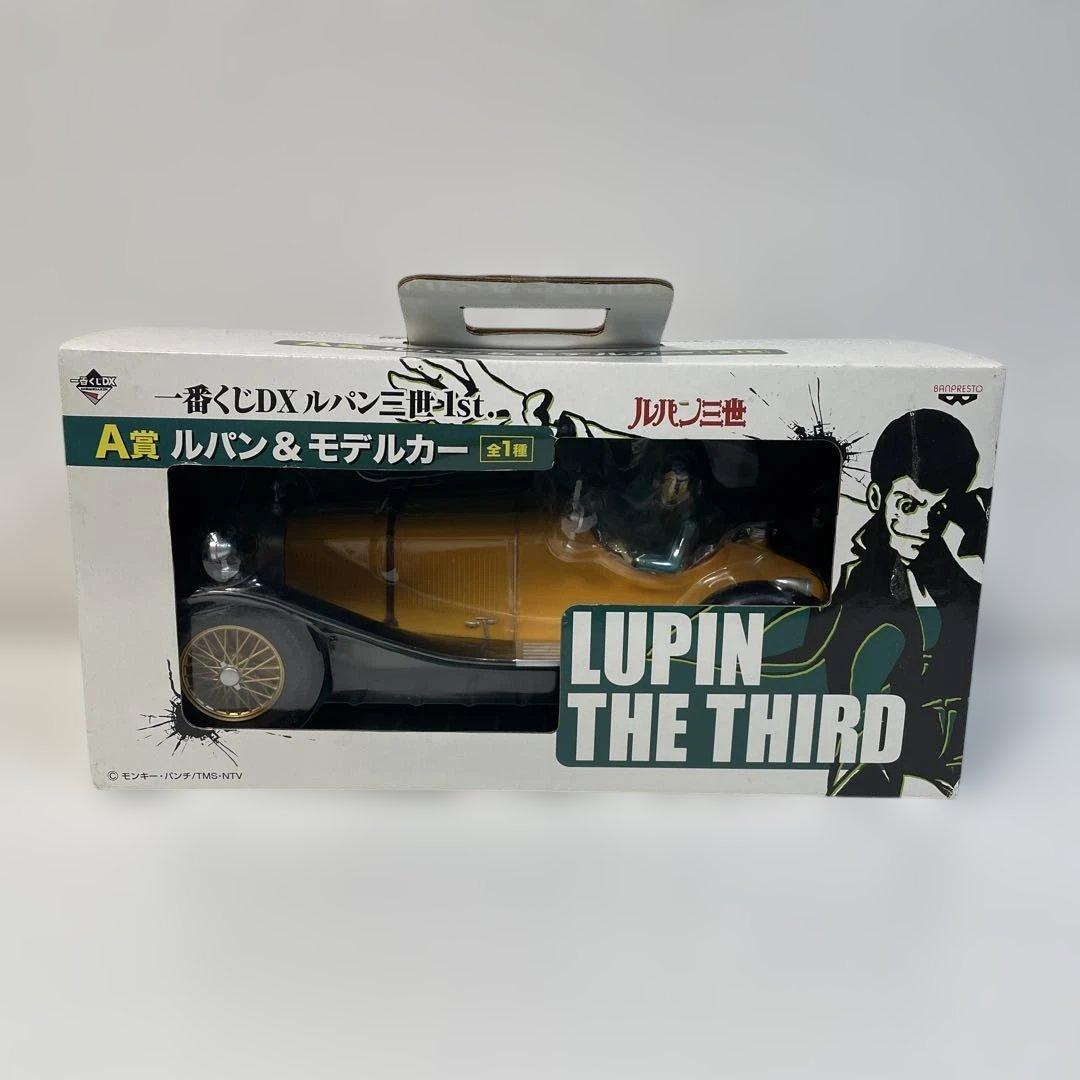 一番くじDX
一番くじDX ルパン三世-1st.
ルパン三世
BANPRESTO
A賞 ルパン&モデルカー 全1種
LUPIN
THE THIRD
© モンキー・パンチ/TMS・NTV